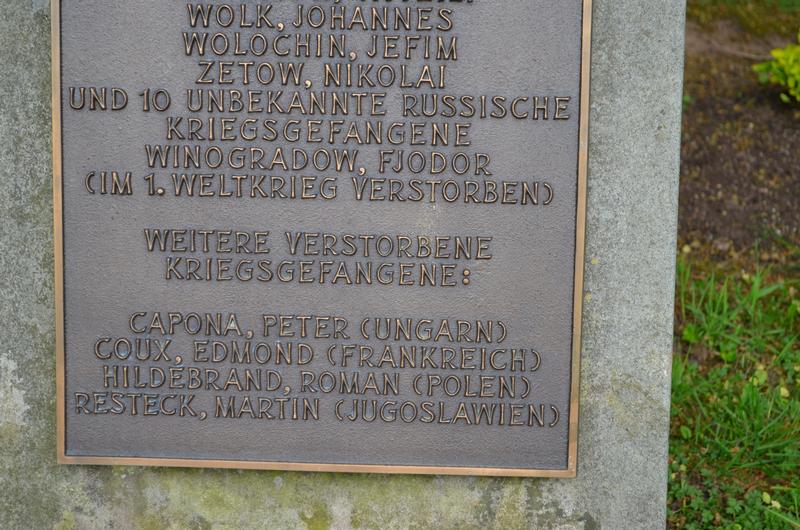 WOLK, JOHANNES
WOLOCHIN, JEFIM
ZETOW, NIKOLAI
UND 10 UNBEKANNTE RUSSISCHE
KRIEGSGEFANGENE
WINOGRADOW, FJODOR
(IM 1. WELTKRIEG VERSTORBEN)
WEITERE VERSTORBENE
KRIEGSGEFANGENE:
CAPONA, PETER (UNGARN)
COUX, EDMOND (FRANKREICH)
HILDEBRAND, ROMAN (POLEN)
RESTECK, MARTIN (JUGOSLAWIEN)